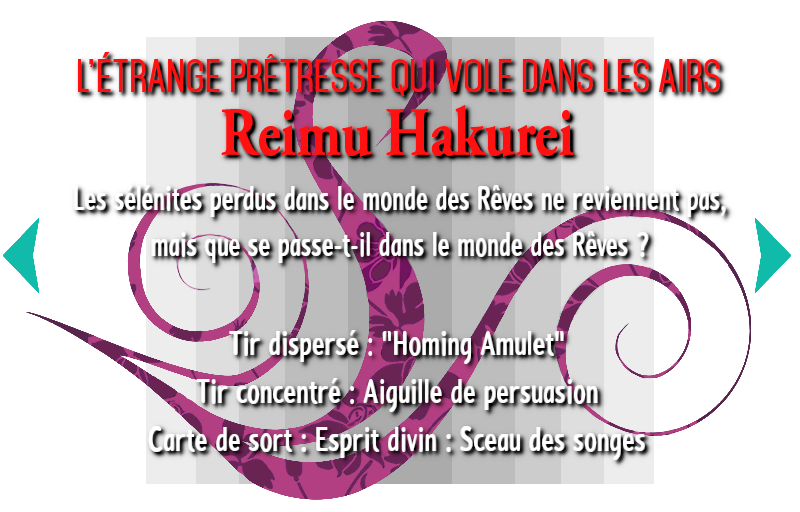 L'ÉTRANGE PRÊTRESSE QUI VOLE DANS LES AIRS
Reimu Hakurei
Les sélénites perdus dans le monde des Rêves ne reviennent pas,
mais que se passe-t-il dans le monde des Rêves ?
Tir dispersé : "Homing Amulet"
Tir concentré : Aiguille de persuasion
Carte de sort : Esprit divin : Sceau des songes